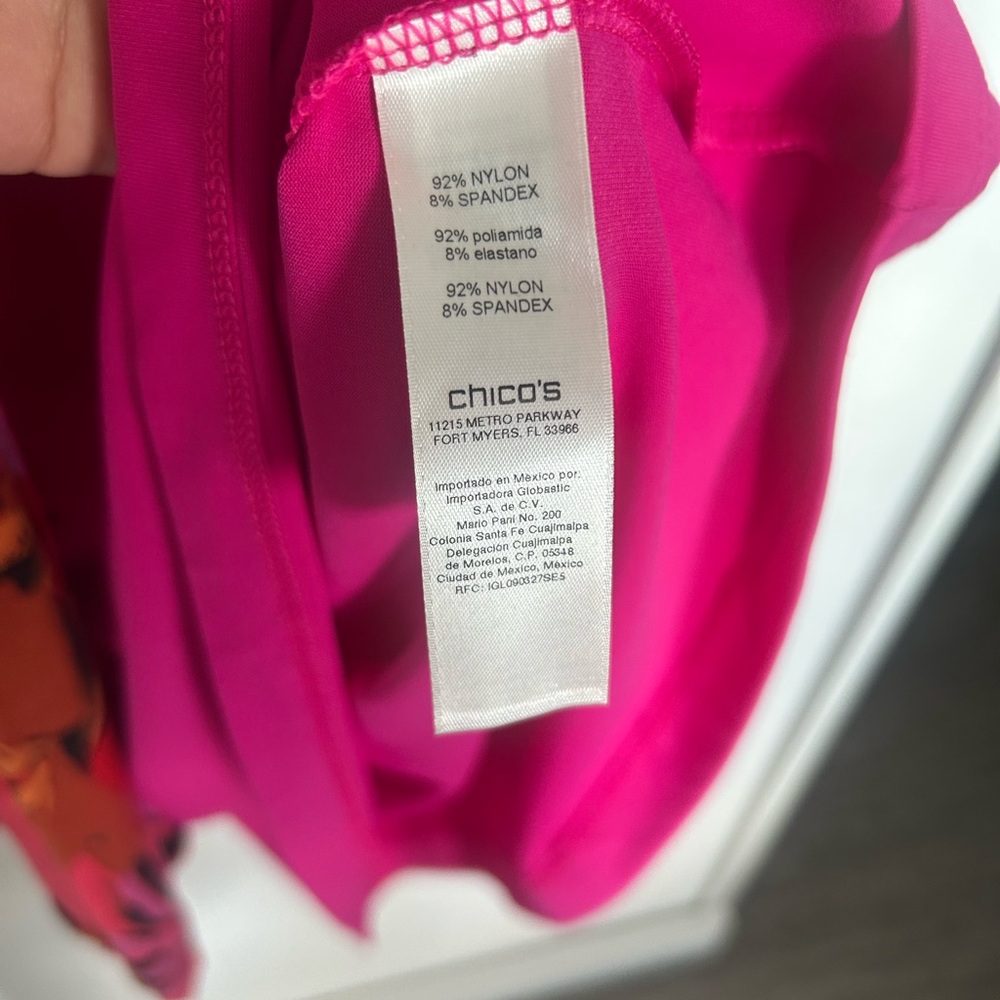 92% NYLON
8% SPANDEX
92% poliamida
8% elastano
92% NYLON
8% SPANDEX
chico's
11215 METRO PARKWAY
FORT MYERS, FL 33966
Importado en México por:
Importadora Globastic
S.A. de C.V.
Mario Pani No. 200
Colonia Santa Fe Cuajimalpa
Delegación Cuajimalpa
de Morelos, C.P. 05348
Ciudad de México, México
RFC: IGL090327SE5